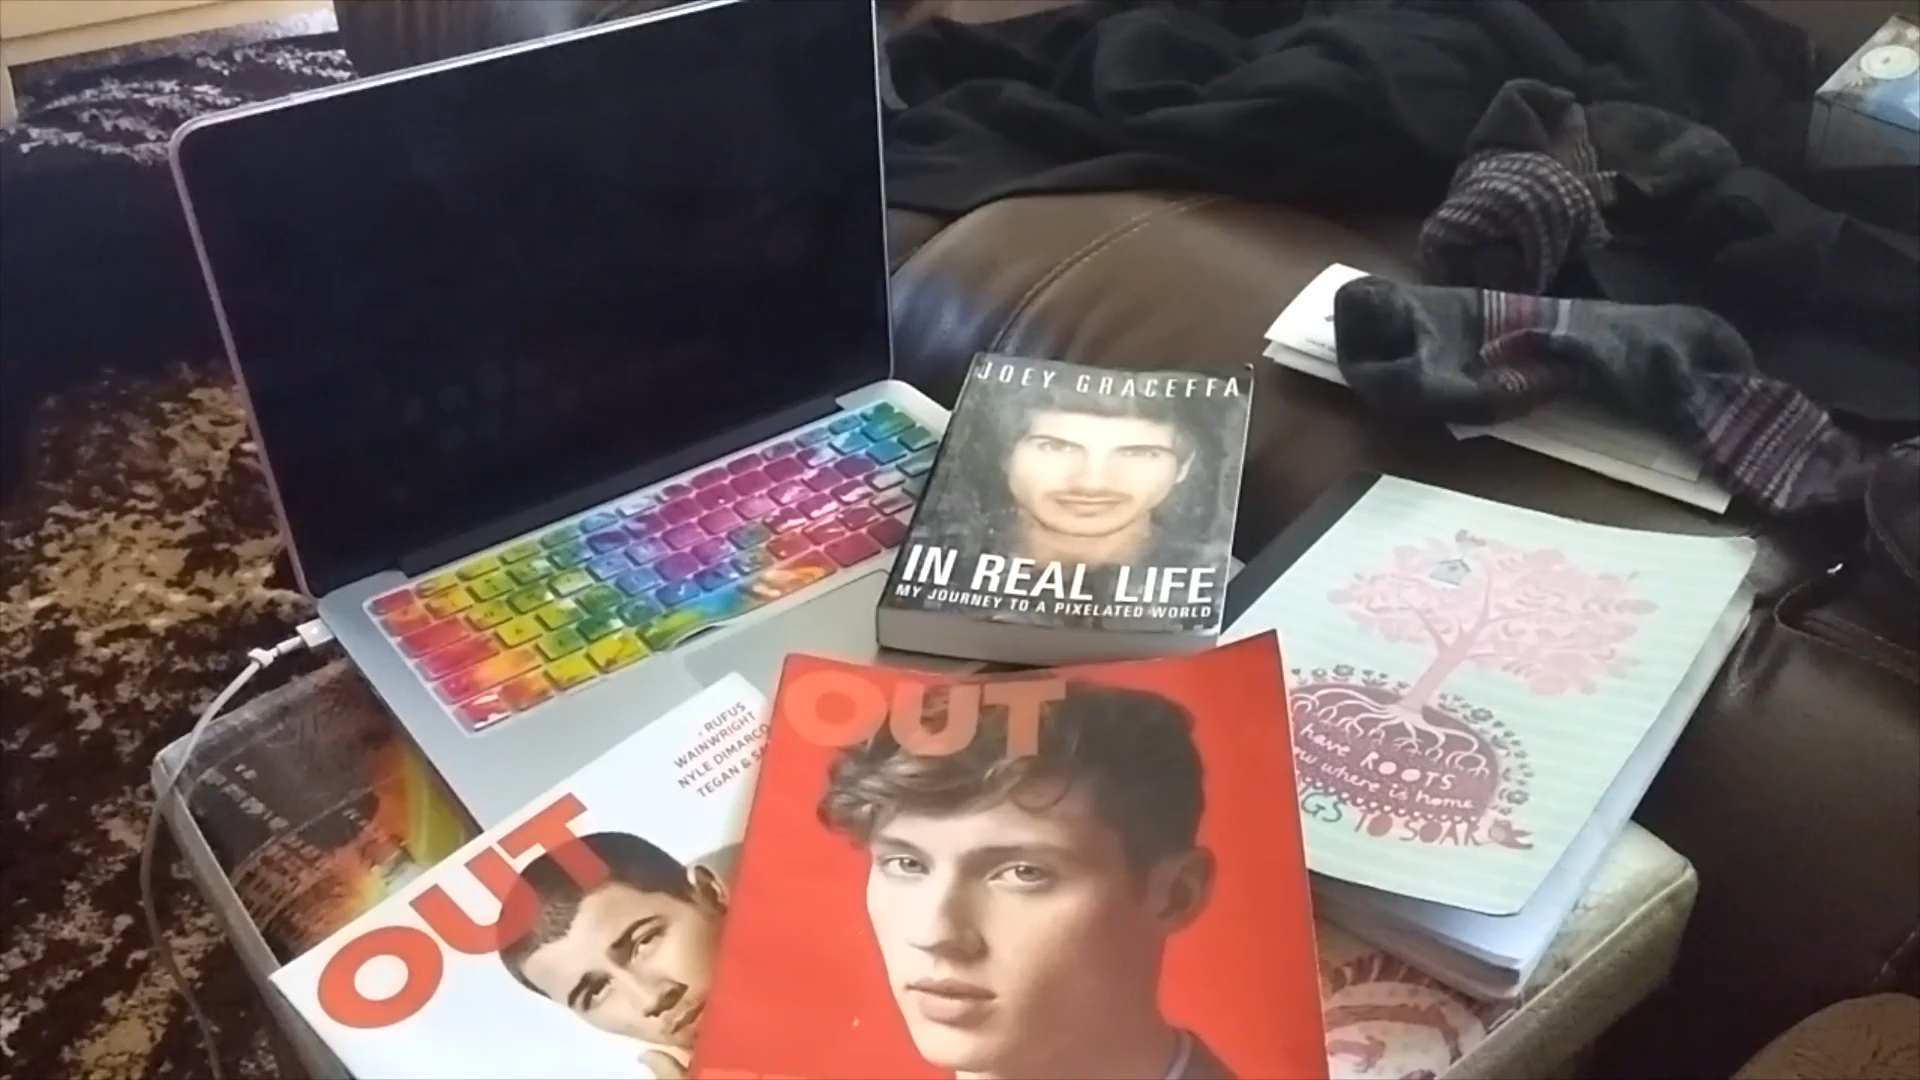 JOEY GRACEFFA
IN REAL LIFE
MY JOURNEY TO A PIXELATED WORLD
OUT
RUFUS
WAINWRIGHT
NYLE DIMARCO
TEGAN &
OUT
have ROOTS
where is home
TO SOAR